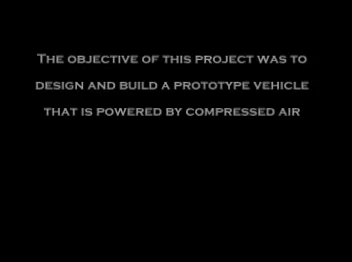 The objective of this project was to
design and build a prototype vehicle
that is powered by compressed air